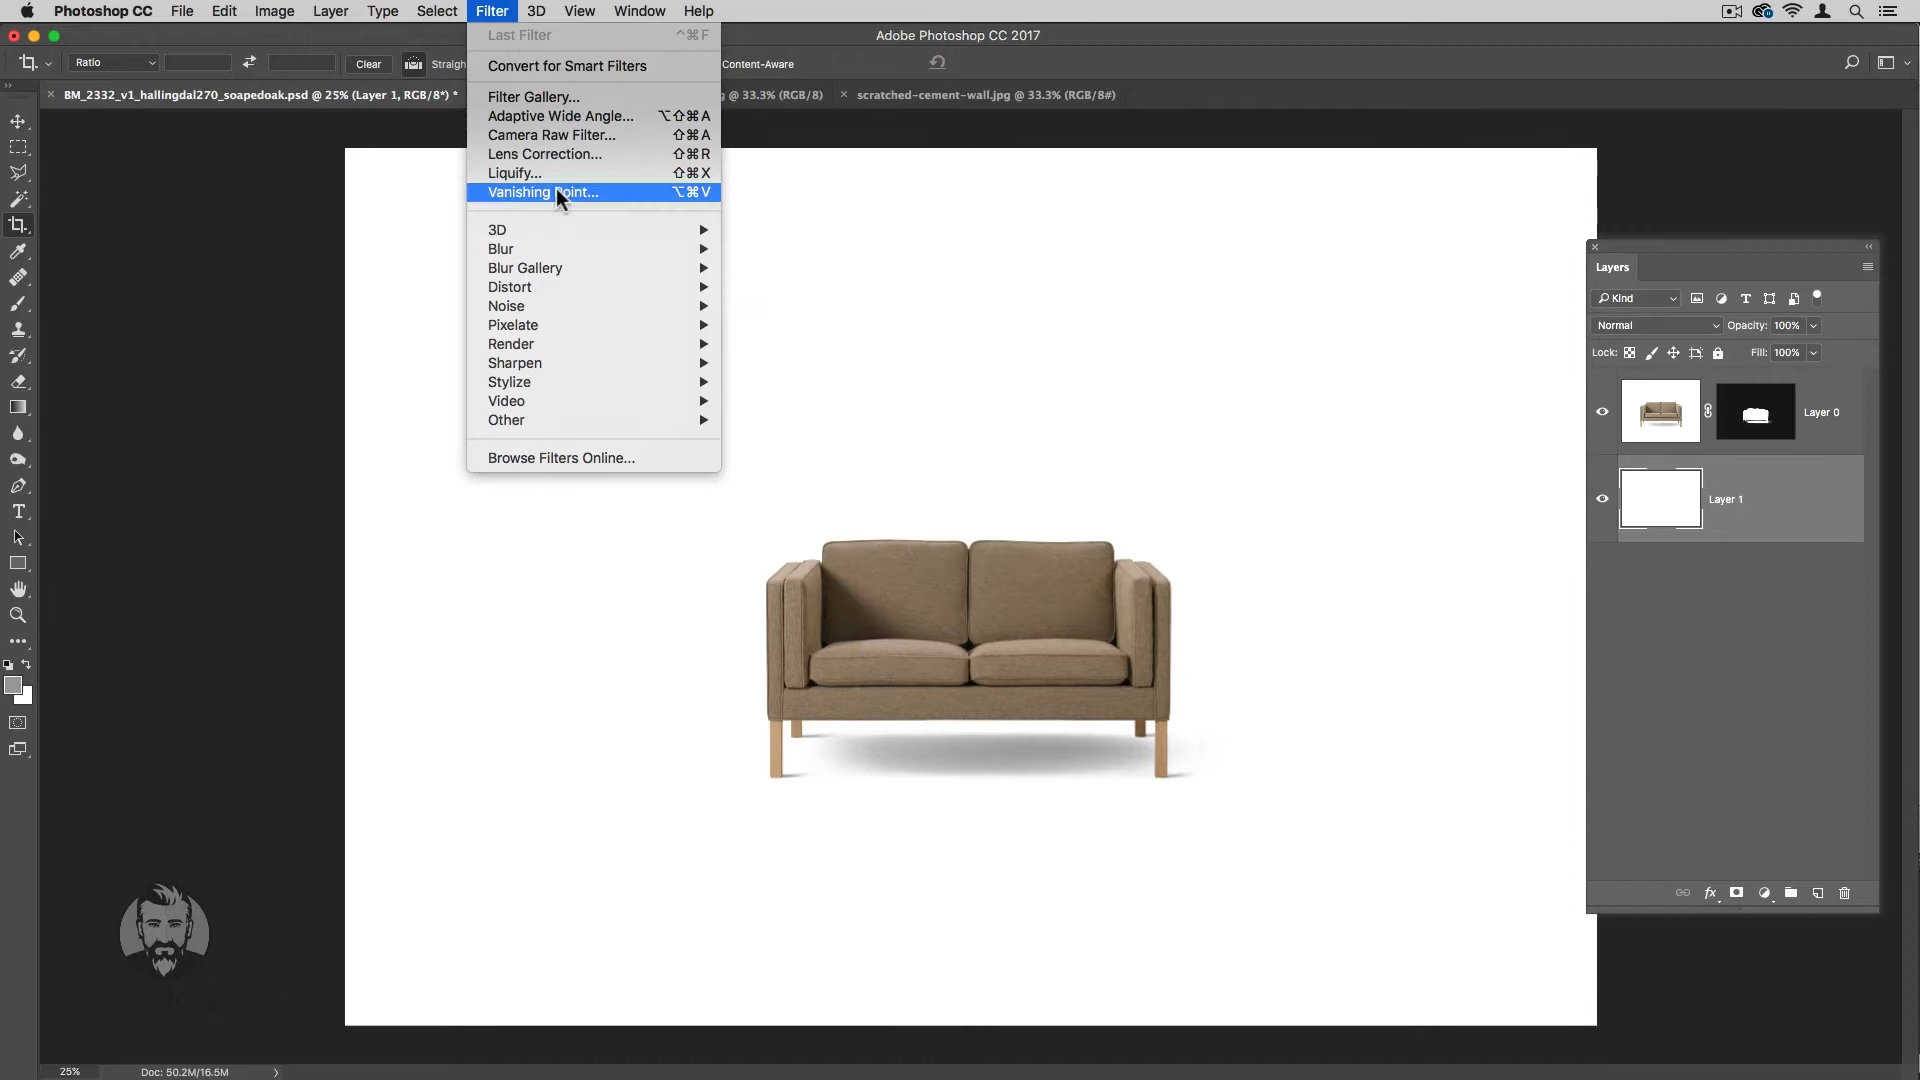 Photoshop CC File Edit Image Layer Type Select Filter 3D View Window Help
Adobe Photoshop CC 2017
Ratio Clear Straigh Content-Aware
BM_2332_v1_hallingdal270_soapedoak.psd @ 25% (Layer 1, RGB/8*) * g @ 33.3% (RGB/8) scratched-cement-wall.jpg @ 33.3% (RGB/8#)
Last Filter ^⌘F
Convert for Smart Filters
Filter Gallery...
Adaptive Wide Angle... ⌥⇧⌘A
Camera Raw Filter... ⇧⌘A
Lens Correction... ⇧⌘R
Liquify... ⇧⌘X
Vanishing Point... ⌥⌘V
3D
Blur
Blur Gallery
Distort
Noise
Pixelate
Render
Sharpen
Stylize
Video
Other
Browse Filters Online...
Layers
Kind
Normal Opacity: 100%
Lock: Fill: 100%
Layer 0
Layer 1
fx
25% Doc: 50.2M/16.5M